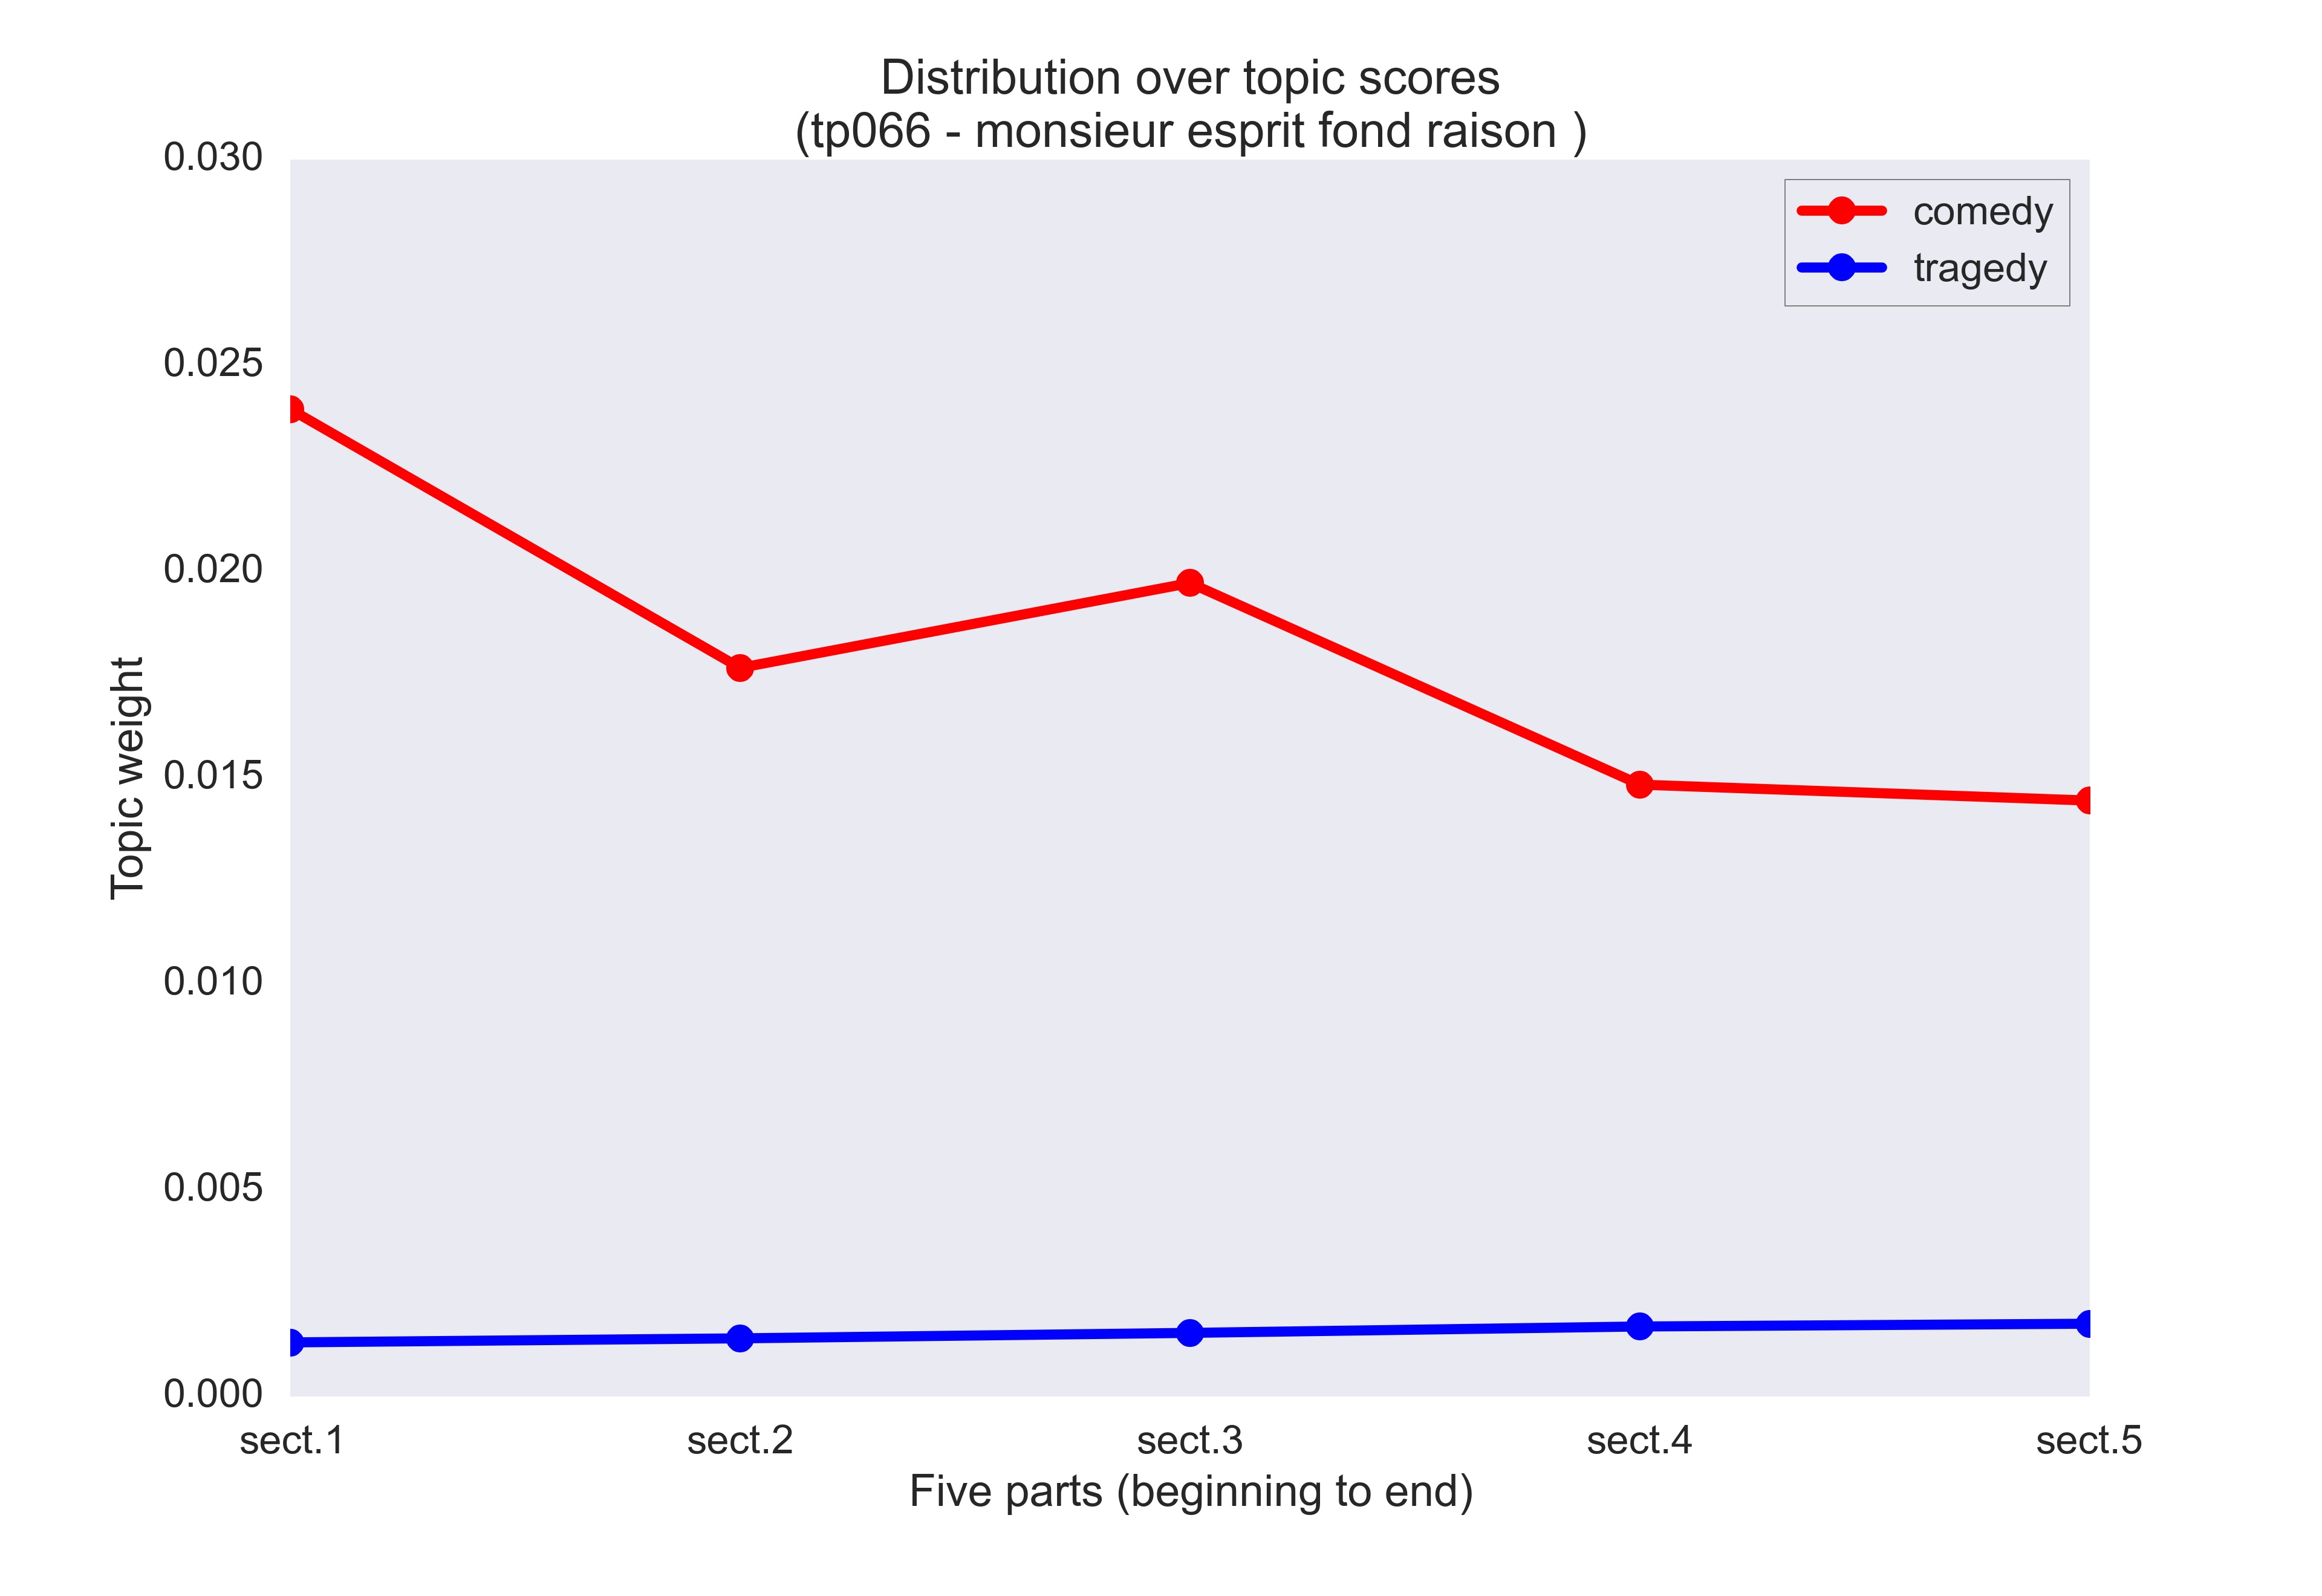 Distribution over topic scores
(tp066 - monsieur esprit fond raison )
0.030
0.025
0.020
0.015
0.010
0.005
0.000
Topic weight
comedy
tragedy
sect.1
sect.2
sect.3
sect.4
sect.5
Five parts (beginning to end)